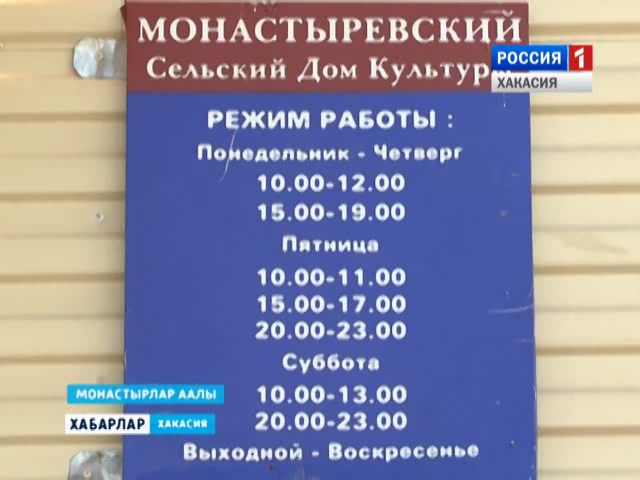 МОНАСТЫРЕВСКИЙ
Сельский Дом Культуры
РОССИЯ 1
ХАКАСИЯ
РЕЖИМ РАБОТЫ :
Понедельник - Четверг
10.00-12.00
15.00-19.00
Пятница
10.00-11.00
15.00-17.00
20.00-23.00
Суббота
10.00-13.00
20.00-23.00
Выходной - Воскресенье
МОНАСТЫРЛАР ААЛЫ
ХАБАРЛАР ХАКАСИЯ